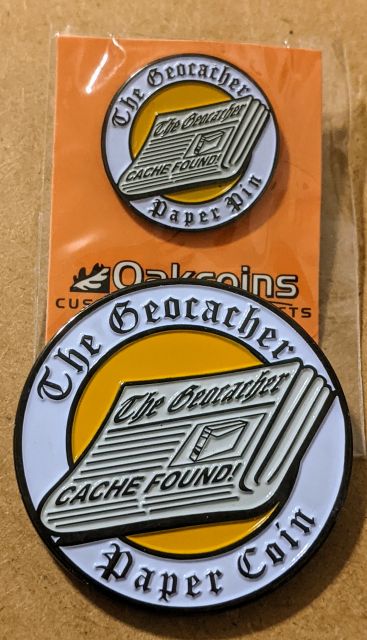 The Geocacher
The Geocacher
CACHE FOUND!
Paper Pin
Oakcoins
The Geocacher
The Geocacher
CACHE FOUND!
Paper Coin